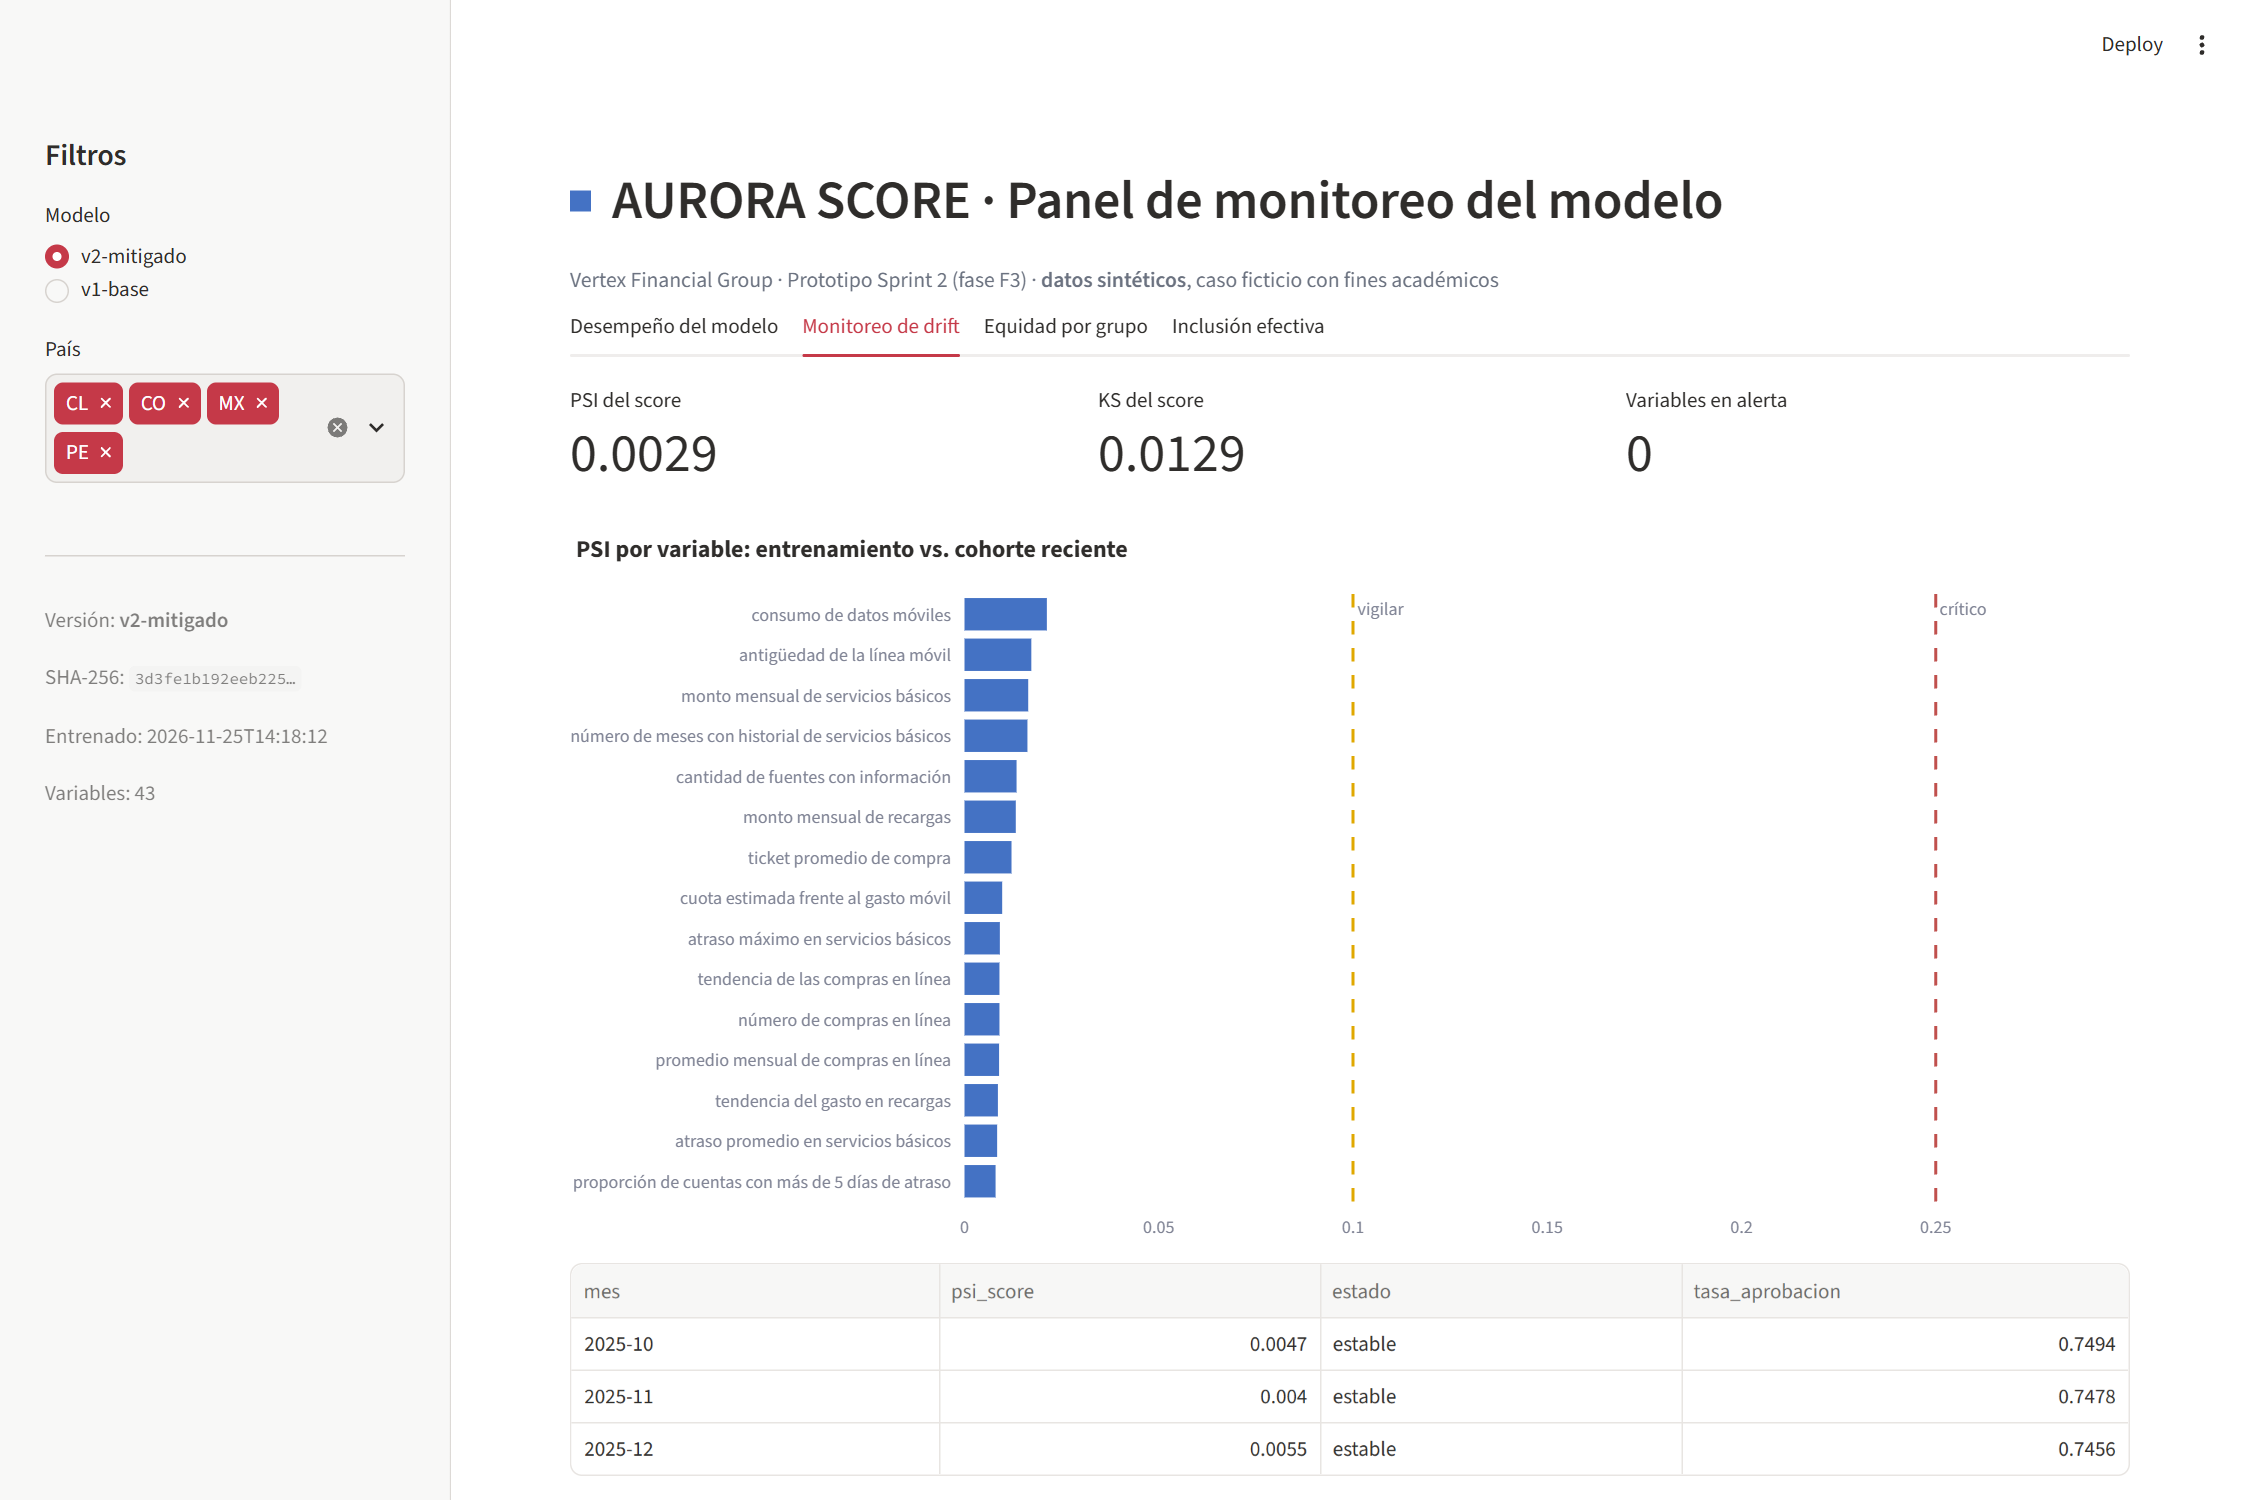 Deploy
Filtros
Modelo
v2-mitigado
v1-base
País
CL
CO
MX
PE
Versión: v2-mitigado
SHA-256: 3d3fe1b192eeb225…
Entrenado: 2026-11-25T14:18:12
Variables: 43
AURORA SCORE · Panel de monitoreo del modelo
Vertex Financial Group · Prototipo Sprint 2 (fase F3) · datos sintéticos, caso ficticio con fines académicos
Desempeño del modelo Monitoreo de drift Equidad por grupo Inclusión efectiva
PSI del score
0.0029
KS del score
0.0129
Variables en alerta
0
PSI por variable: entrenamiento vs. cohorte reciente
vigilar
crítico
consumo de datos móviles
antigüedad de la línea móvil
monto mensual de servicios básicos
número de meses con historial de servicios básicos
cantidad de fuentes con información
monto mensual de recargas
ticket promedio de compra
cuota estimada frente al gasto móvil
atraso máximo en servicios básicos
tendencia de las compras en línea
número de compras en línea
promedio mensual de compras en línea
tendencia del gasto en recargas
atraso promedio en servicios básicos
proporción de cuentas con más de 5 días de atraso
0 0.05 0.1 0.15 0.2 0.25
mes psi_score estado tasa_aprobacion
2025-10 0.0047 estable 0.7494
2025-11 0.004 estable 0.7478
2025-12 0.0055 estable 0.7456